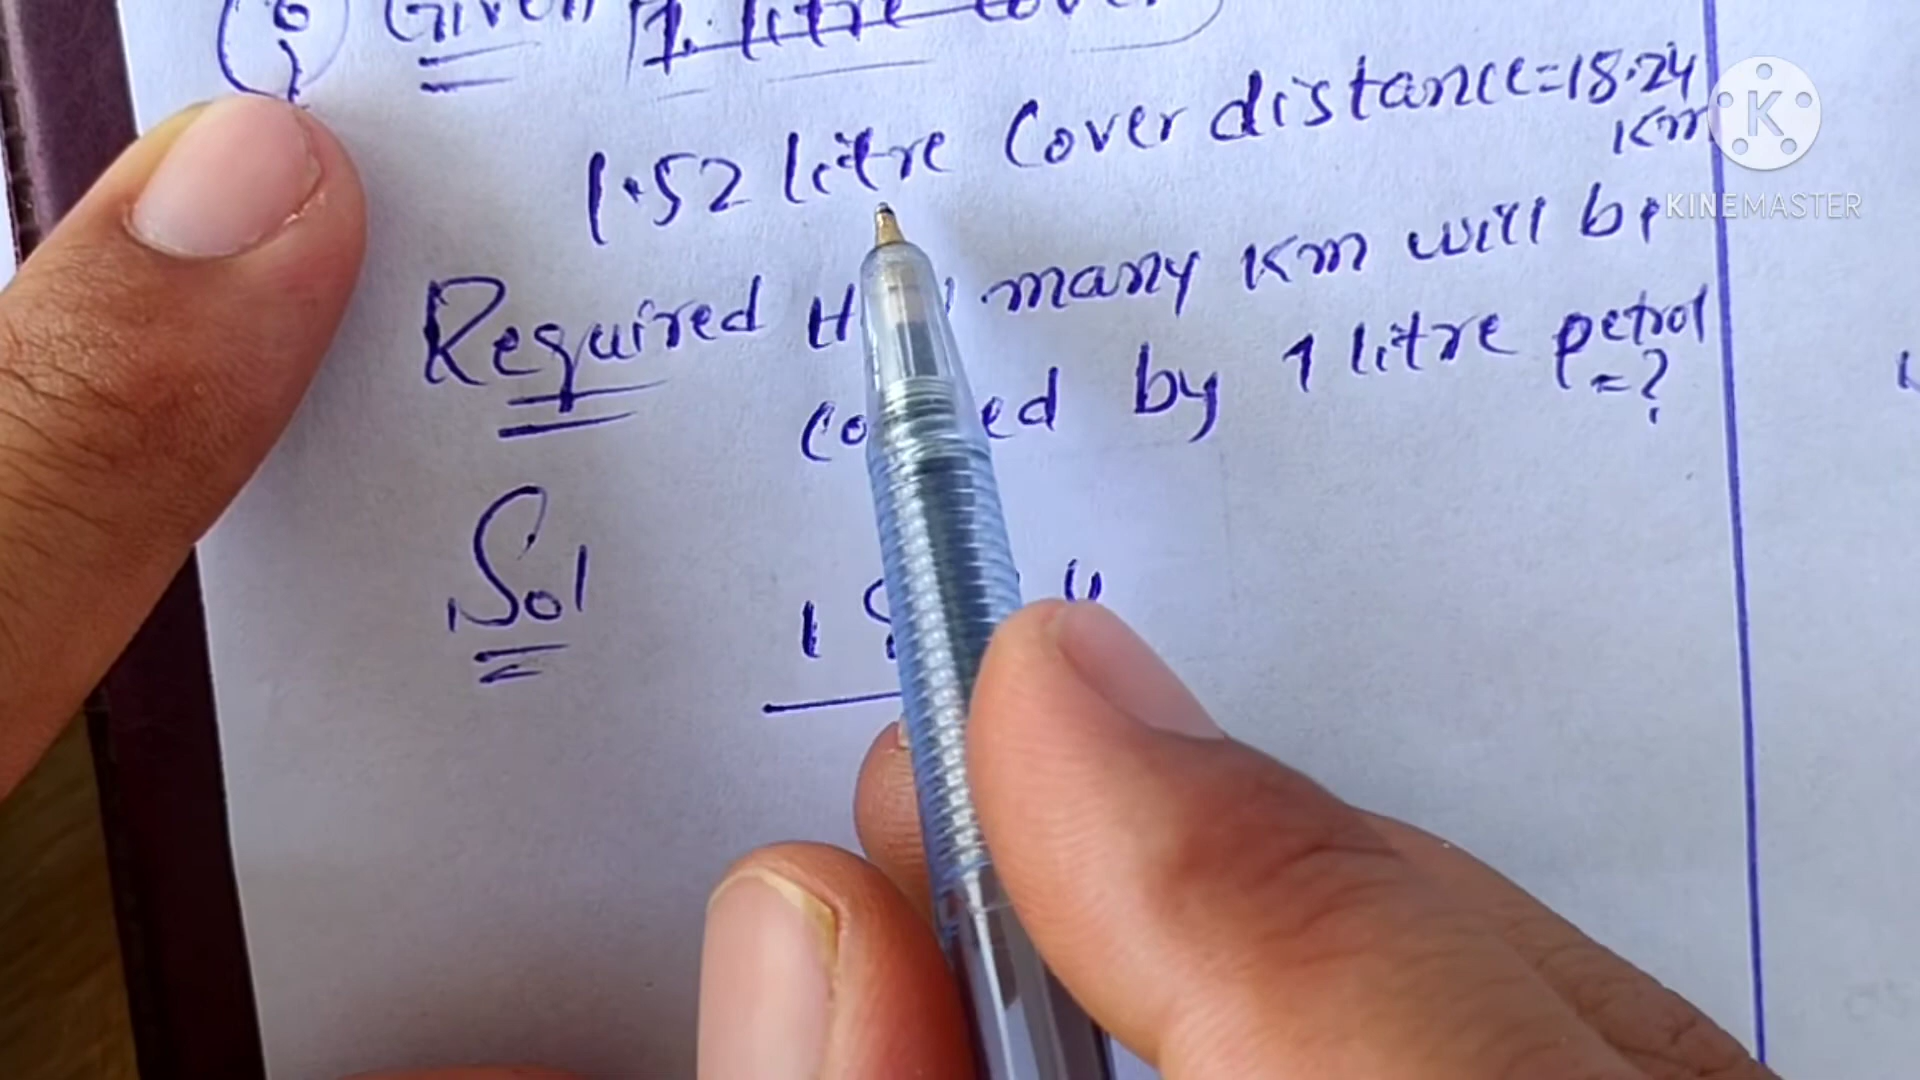 Given 1. litre cover
1.52 litre Cover distance=18.24
Km
KINEMASTER
Required many Km will be
by 1 litre petrol
=?
Sol